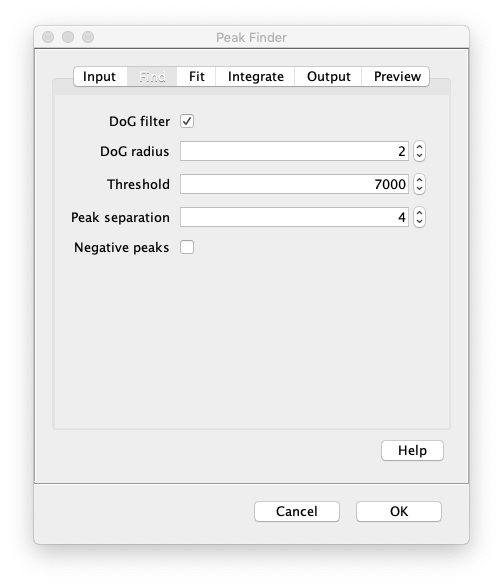 Peak Finder
Input Find Fit Integrate Output Preview
DoG filter
DoG radius 2
Threshold 7000
Peak separation 4
Negative peaks
Help
Cancel OK